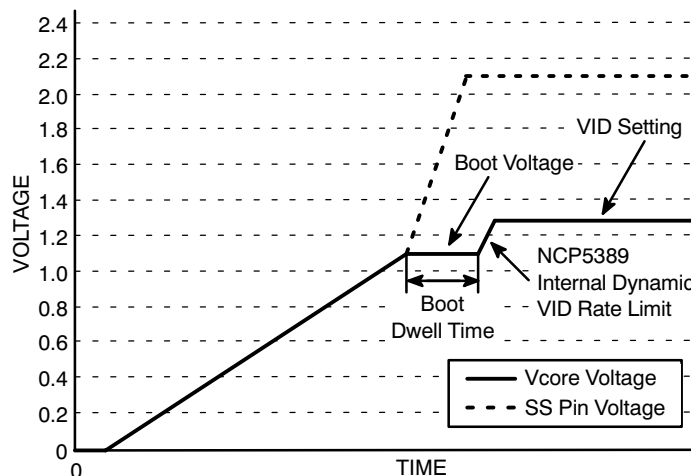 2.4
2.2
2.0
1.8
1.6
1.4
1.2
1.0
0.8
0.6
0.4
0.2
0
VOLTAGE
VID Setting
Boot Voltage
NCP5389
Internal Dynamic
VID Rate Limit
Boot
Dwell Time
Vcore Voltage
SS Pin Voltage
0
TIME